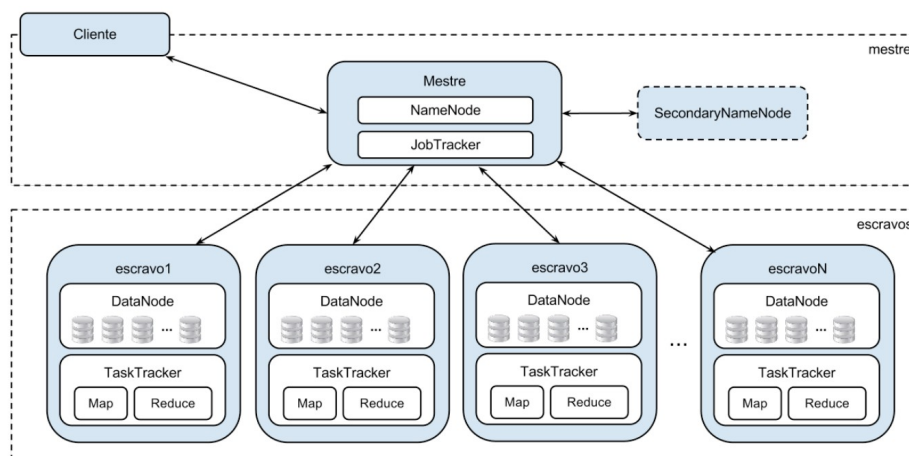 Cliente
mestre
Mestre
NameNode
JobTracker
SecondaryNameNode
escravos
escravo1
DataNode
...
TaskTracker
Map Reduce
escravo2
DataNode
...
TaskTracker
Map Reduce
escravo3
DataNode
...
TaskTracker
Map Reduce
...
escravoN
DataNode
...
TaskTracker
Map Reduce